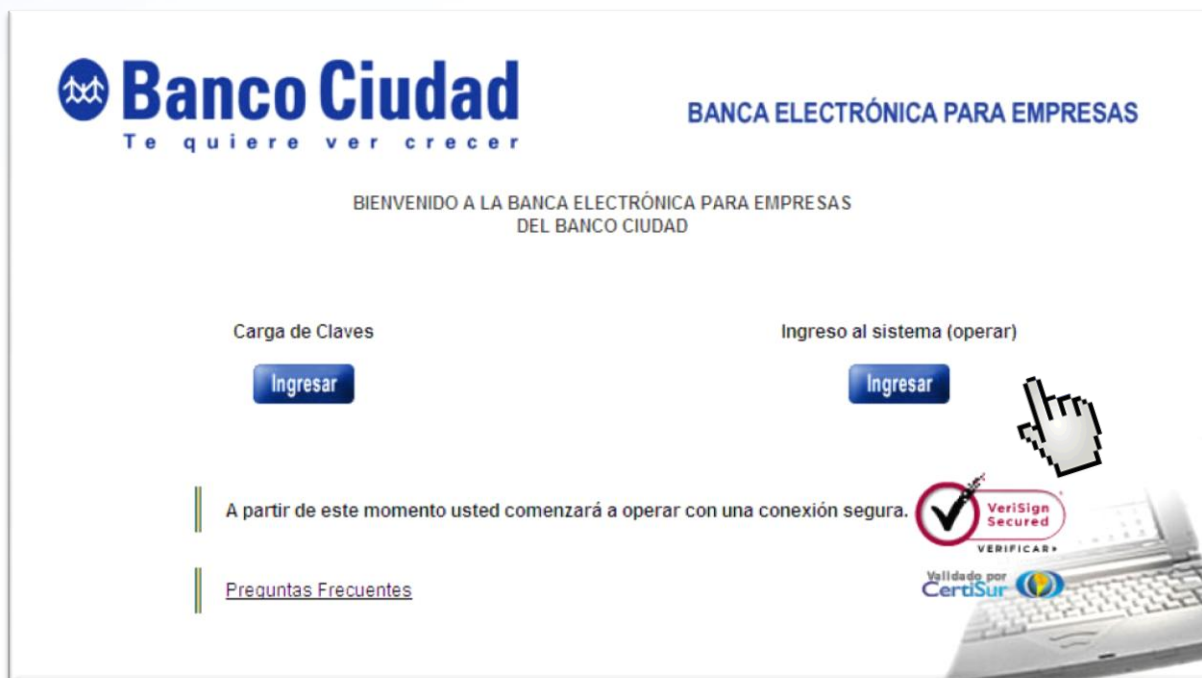 Banco Ciudad
Te quiere ver crecer
BANCA ELECTRÓNICA PARA EMPRESAS
BIENVENIDO A LA BANCA ELECTRÓNICA PARA EMPRESAS
DEL BANCO CIUDAD
Carga de Claves
Ingreso al sistema (operar)
Ingresar
Ingresar
A partir de este momento usted comenzará a operar con una conexión segura.
VeriSign
Secured
VERIFICAR
Preguntas Frecuentes
Validado por
CertiSur